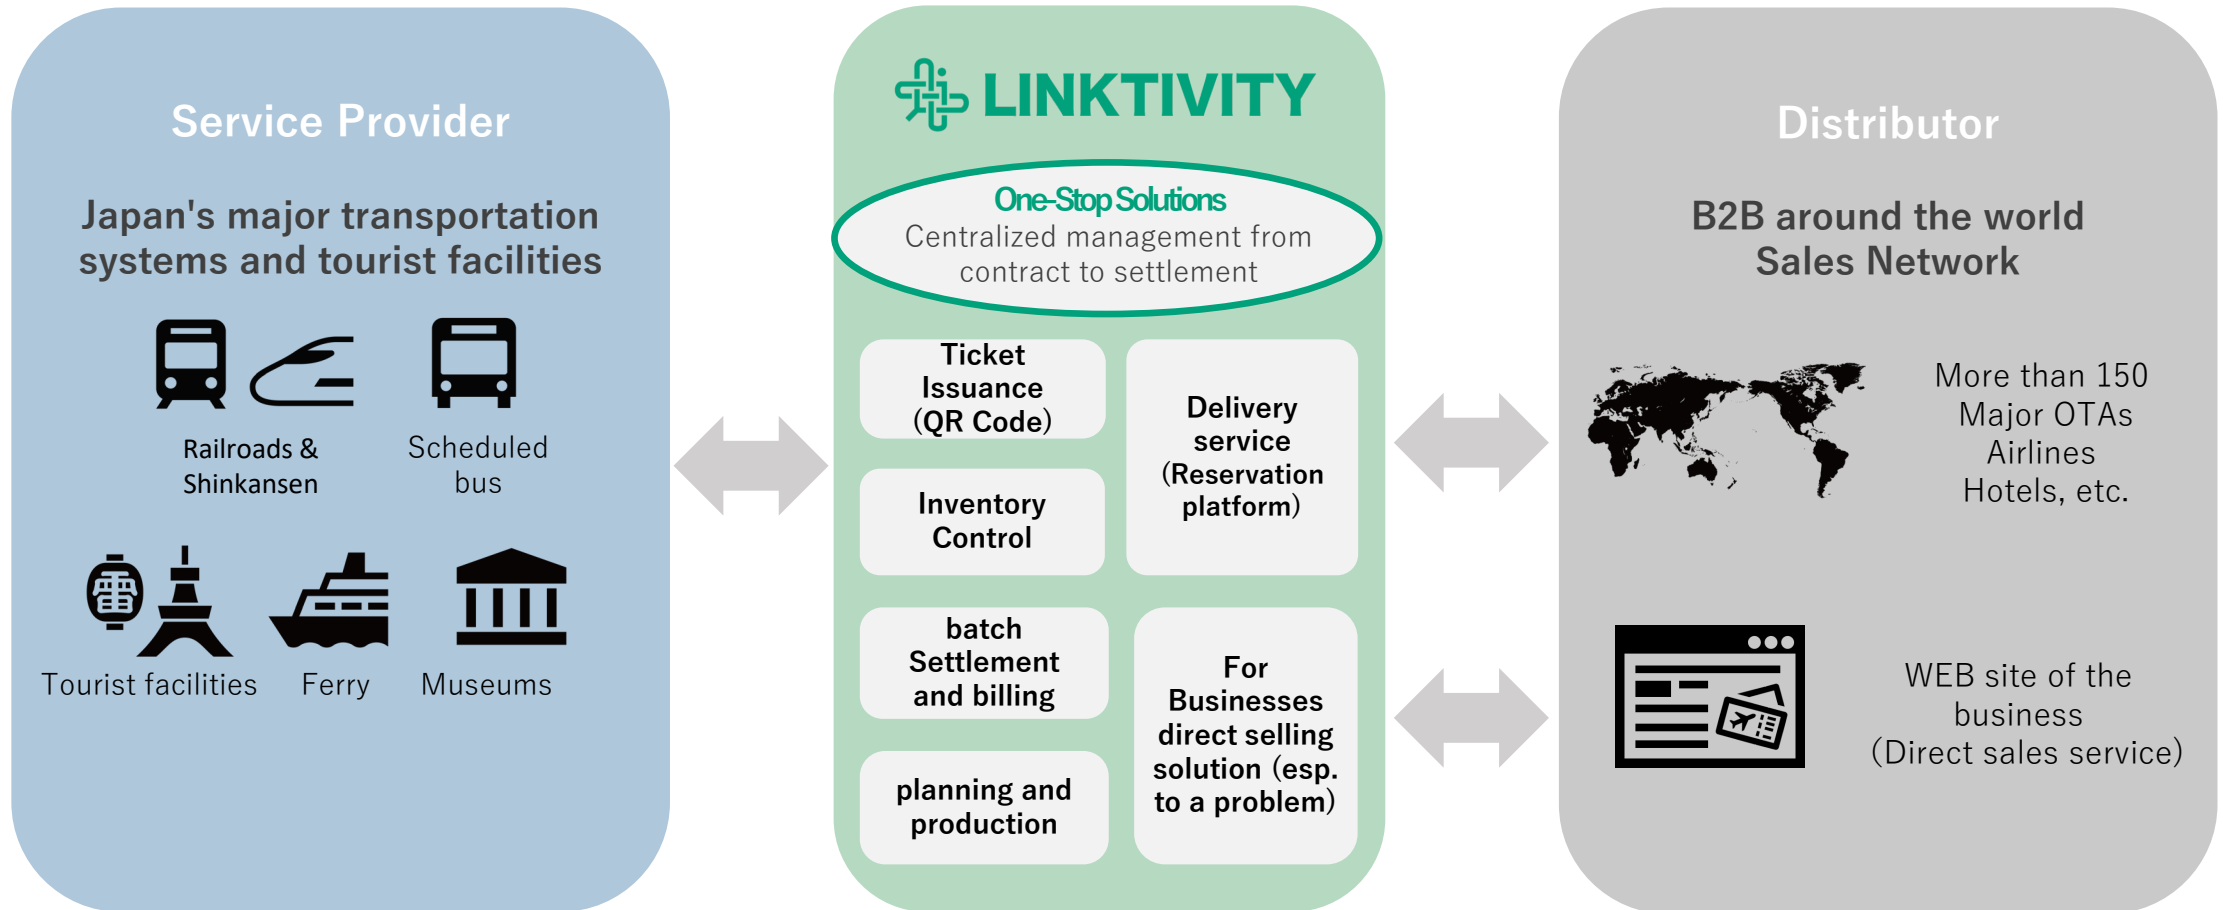 Service Provider
Japan's major transportation
systems and tourist facilities
Railroads &
Shinkansen
Scheduled
bus
雷
Tourist facilities
Ferry
Museums
LINKTIVITY
One-Stop Solutions
Centralized management from
contract to settlement
Ticket
Issuance
(QR Code)
Inventory
Control
batch
Settlement
and billing
planning and
production
Delivery
service
(Reservation
platform)
For
Businesses
direct selling
solution (esp.
to a problem)
Distributor
B2B around the world
Sales Network
More than 150
Major OTAs
Airlines
Hotels, etc.
WEB site of the
business
(Direct sales service)